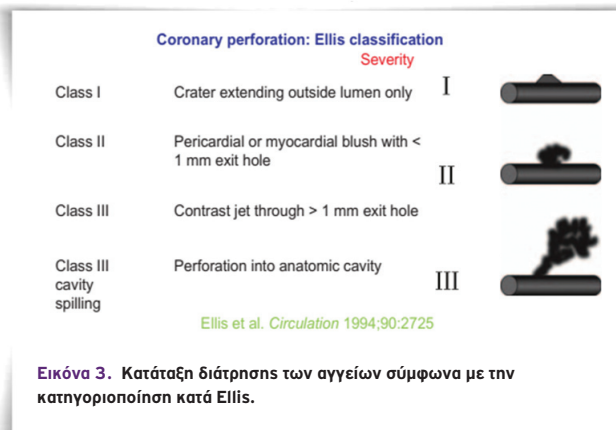 Coronary perforation: Ellis classification
Severity
Class I Crater extending outside lumen only I
Class II Pericardial or myocardial blush with <
1 mm exit hole
II
Class III Contrast jet through > 1 mm exit hole
Class III Perforation into anatomic cavity III
cavity
spilling
Ellis et al. Circulation 1994;90:2725
Εικόνα 3. Κατάταξη διάτρησης των αγγείων σύμφωνα με την
κατηγοριοποίηση κατά Ellis.